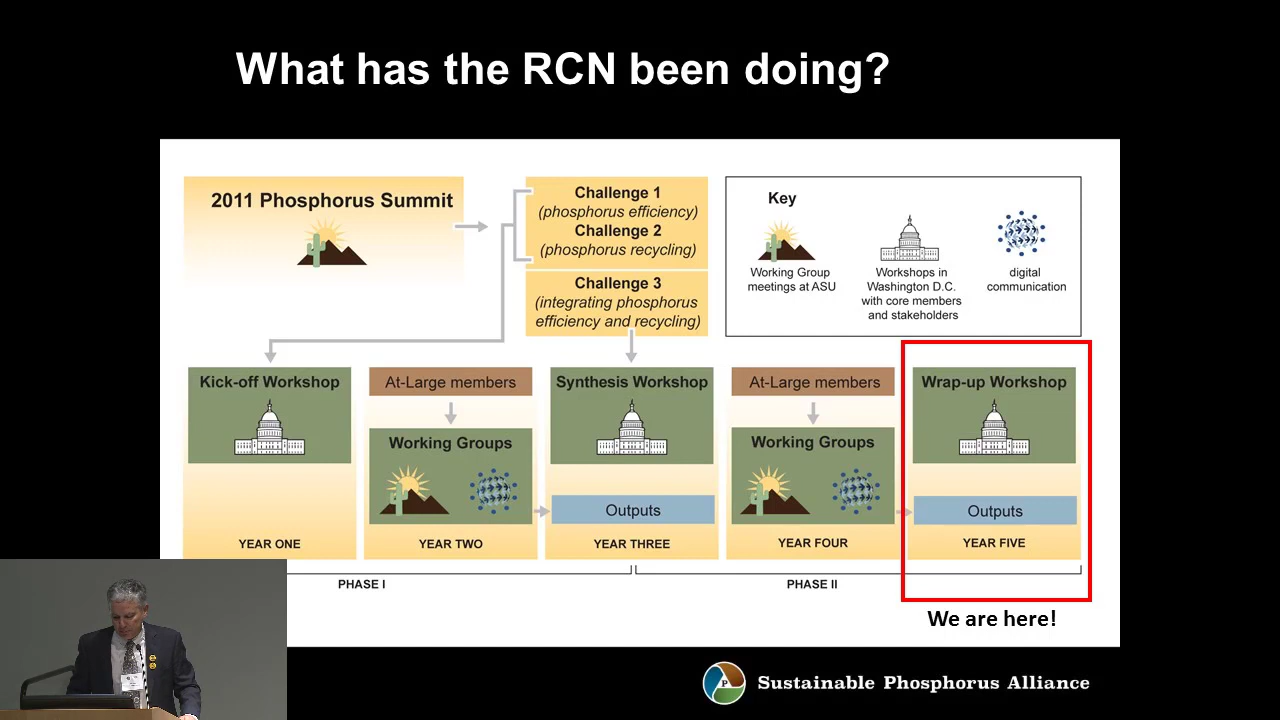 What has the RCN been doing?
2011 Phosphorus Summit
Challenge 1
(phosphorus efficiency)
Challenge 2
(phosphorus recycling)
Challenge 3
(integrating phosphorus
efficiency and recycling)
Key
Working Group
meetings at ASU
Workshops in
Washington D.C.
with core members
and stakeholders
digital
communication
Kick-off Workshop
At-Large members
Working Groups
Synthesis Workshop
Outputs
At-Large members
Working Groups
Wrap-up Workshop
Outputs
YEAR ONE
YEAR TWO
YEAR THREE
YEAR FOUR
YEAR FIVE
PHASE I
PHASE II
We are here!
P
Sustainable Phosphorus Alliance